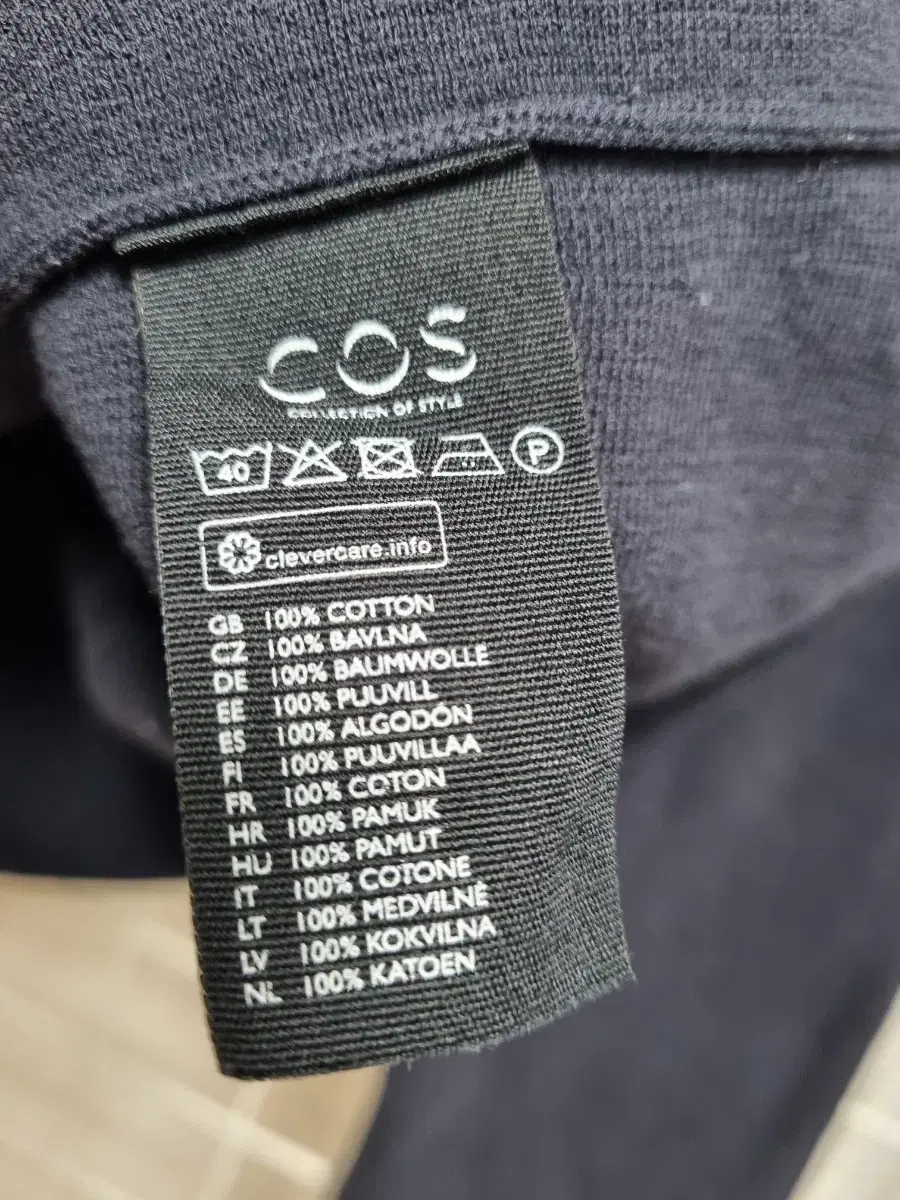 COS
COLLECTION OF STYLE
40 P
clevercare.info
GB 100% COTTON
CZ 100% BAVLNA
DE 100% BAUMWOLLE
EE 100% PUUVILL
ES 100% ALGODÓN
FI 100% PUUVILLAA
FR 100% COTON
HR 100% PAMUK
HU 100% PAMUT
IT 100% COTONE
LT 100% MEDVILNĖ
LV 100% KOKVILNA
NL 100% KATOEN